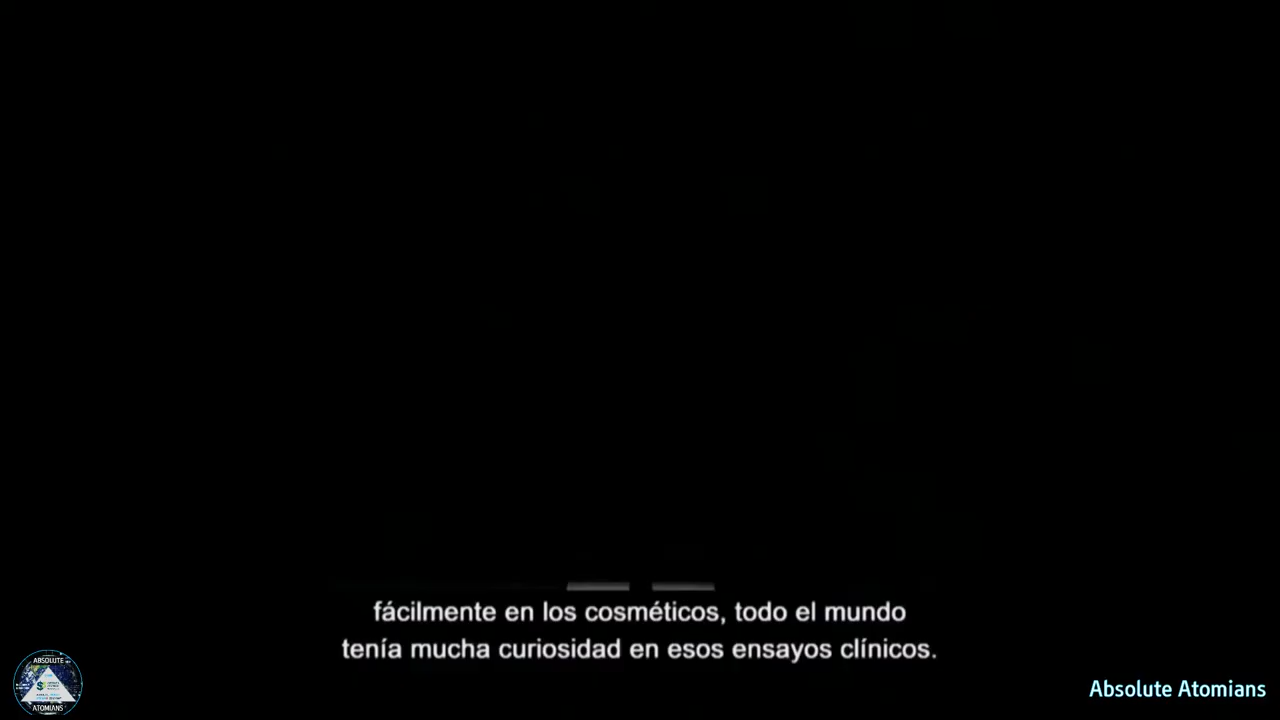 fácilmente en los cosméticos, todo el mundo
tenía mucha curiosidad en esos ensayos clínicos.
ABSOLUTE
ATOMIANS
Absolute Atomians